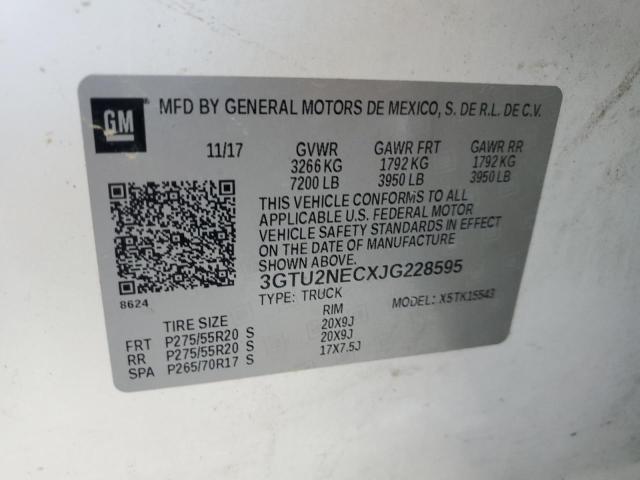 GM MFD BY GENERAL MOTORS DE MEXICO, S. DE R.L. DE C.V.
11/17 GVWR GAWR FRT GAWR RR
3266 KG 1792 KG 1792 KG
7200 LB 3950 LB 3950 LB
THIS VEHICLE CONFORMS TO ALL
APPLICABLE U.S. FEDERAL MOTOR
VEHICLE SAFETY STANDARDS IN EFFECT
ON THE DATE OF MANUFACTURE
SHOWN ABOVE.
8624
3GTU2NECXJG228595
TYPE: TRUCK MODEL: XSTK15543
TIRE SIZE RIM
FRT P275/55R20 S 20X9J
RR P275/55R20 S 20X9J
SPA P265/70R17 S 17X7.5J